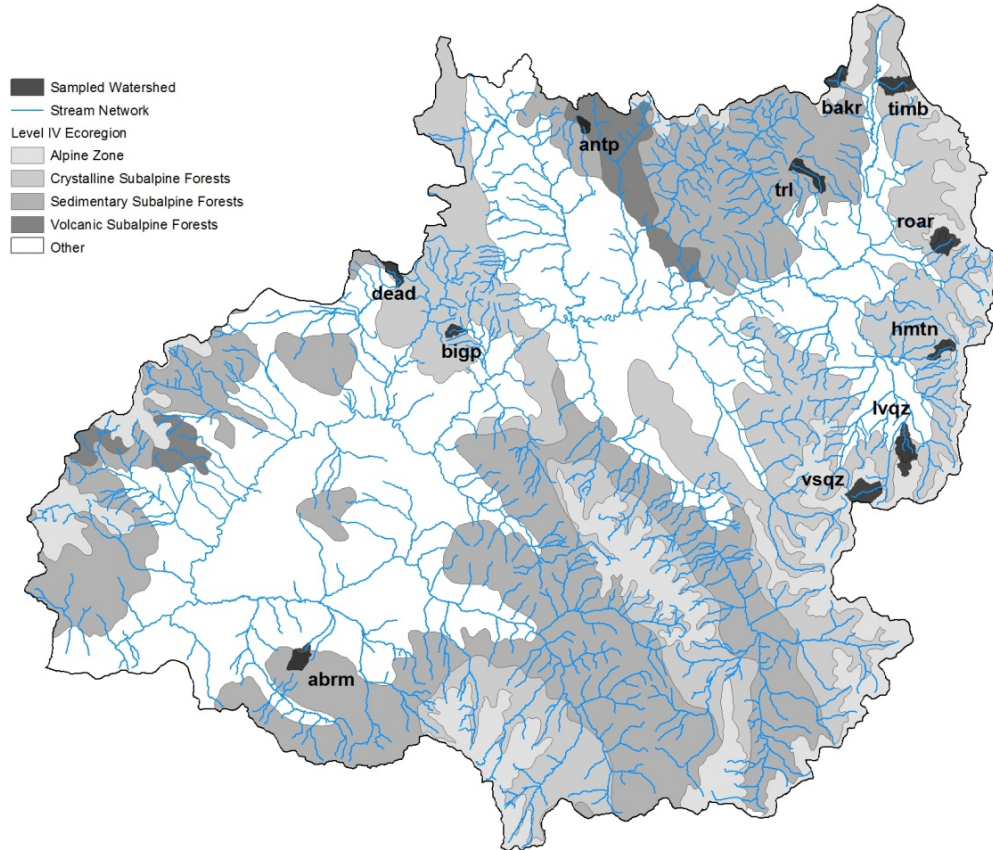 Sampled Watershed
Stream Network
Level IV Ecoregion
Alpine Zone
Crystalline Subalpine Forests
Sedimentary Subalpine Forests
Volcanic Subalpine Forests
Other
bakr
timb
antp
trl
roar
dead
hmtn
bigp
lvqz
vsqz
abrm